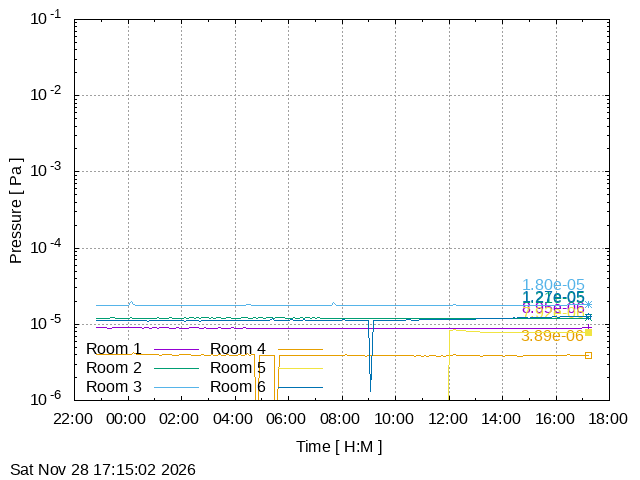 10^-1
10^-2
10^-3
10^-4
10^-5
10^-6
Pressure [ Pa ]
1.80e-05
1.27e-05
8.95e-06
3.89e-06
Room 1 Room 4
Room 2 Room 5
Room 3 Room 6
22:00 00:00 02:00 04:00 06:00 08:00 10:00 12:00 14:00 16:00 18:00
Time [ H:M ]
Sat Nov 28 17:15:02 2026